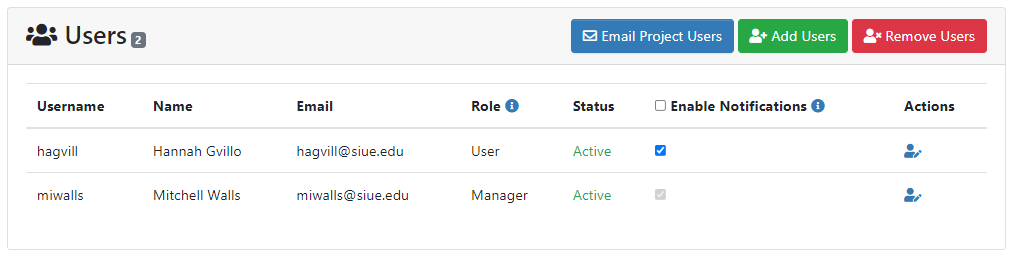 Users 2 Email Project Users Add Users Remove Users
Username Name Email Role Status Enable Notifications Actions
hagvill Hannah Gvillo hagvill@siue.edu User Active
miwalls Mitchell Walls miwalls@siue.edu Manager Active